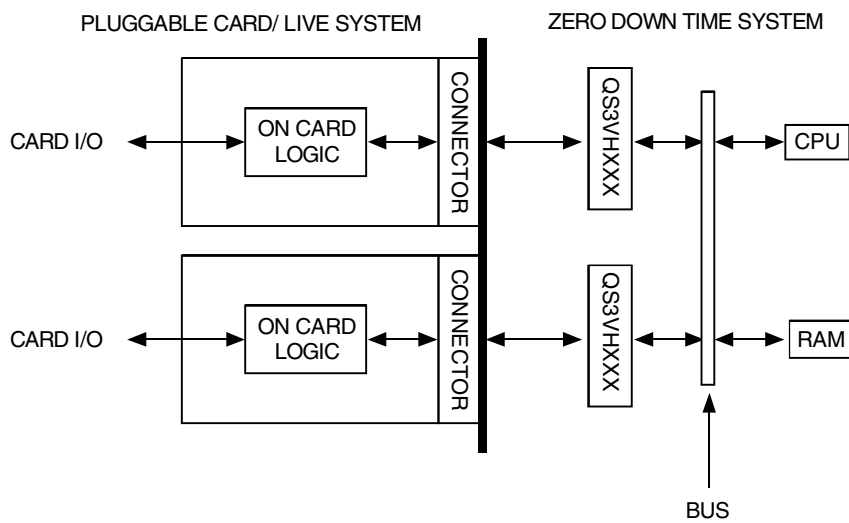 PLUGGABLE CARD/ LIVE SYSTEM
ZERO DOWN TIME SYSTEM
CARD I/O
ON CARD
LOGIC
CONNECTOR
QS3VHXXX
CPU
CARD I/O
ON CARD
LOGIC
CONNECTOR
QS3VHXXX
RAM
BUS